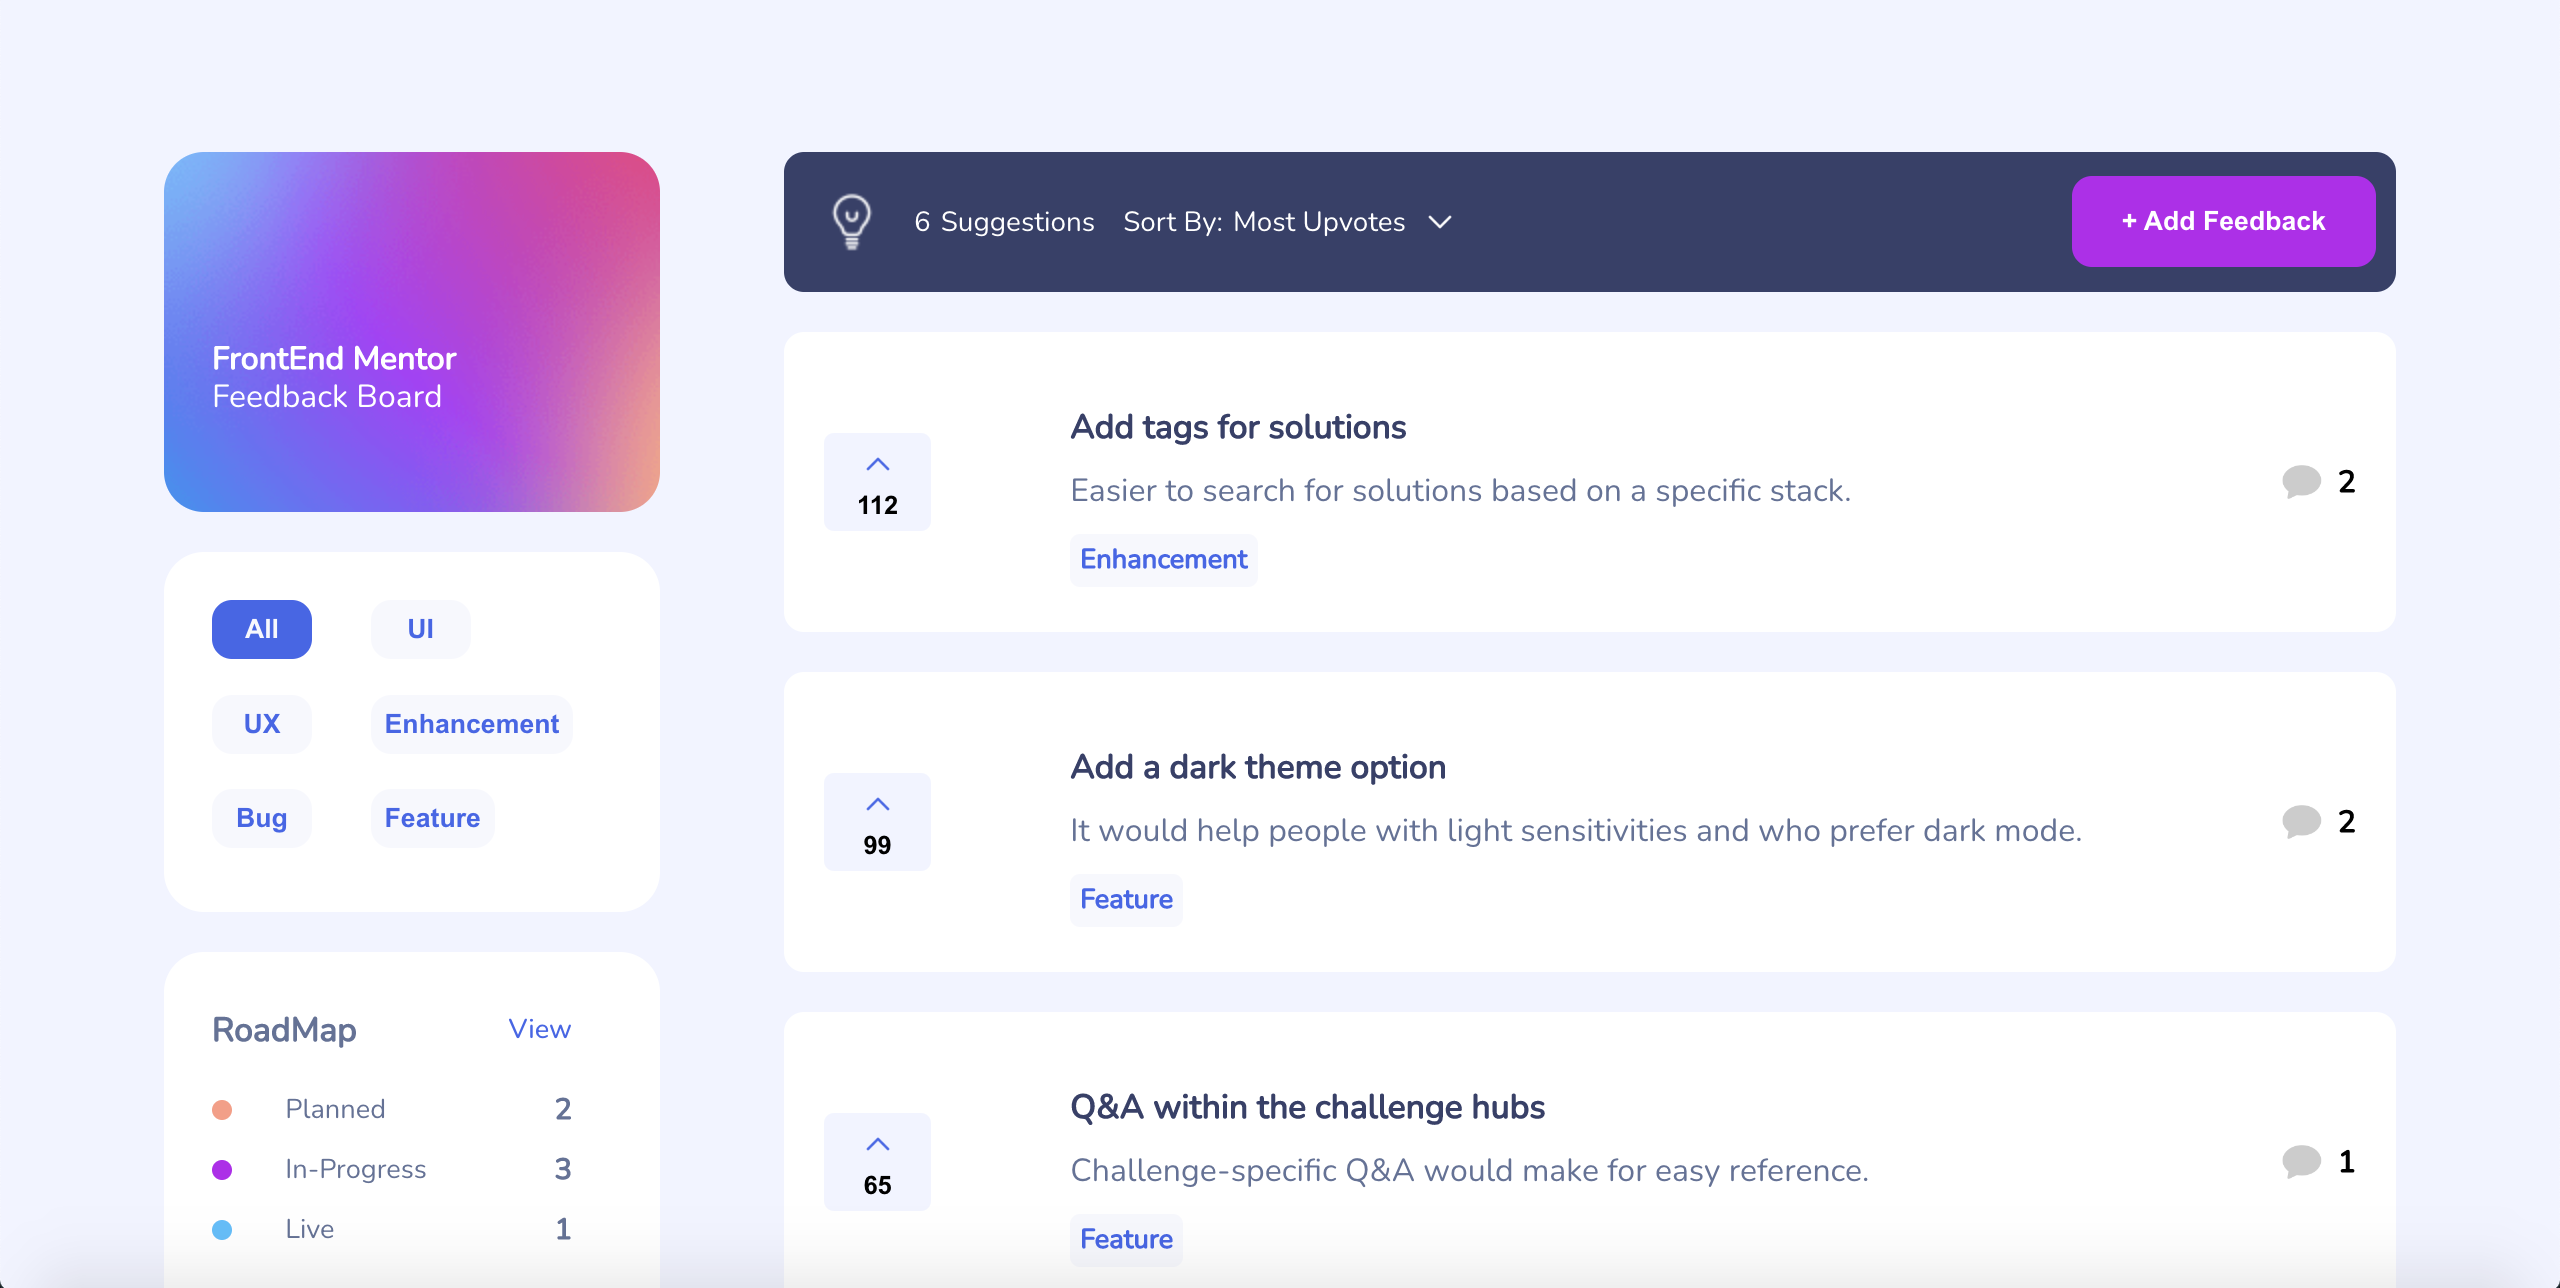 FrontEnd Mentor
Feedback Board
All
UI
UX
Enhancement
Bug
Feature
RoadMap
View
Planned
2
In-Progress
3
Live
1
6 Suggestions
Sort By: Most Upvotes
+ Add Feedback
112
Add tags for solutions
Easier to search for solutions based on a specific stack.
Enhancement
2
99
Add a dark theme option
It would help people with light sensitivities and who prefer dark mode.
Feature
2
65
Q&A within the challenge hubs
Challenge-specific Q&A would make for easy reference.
Feature
1